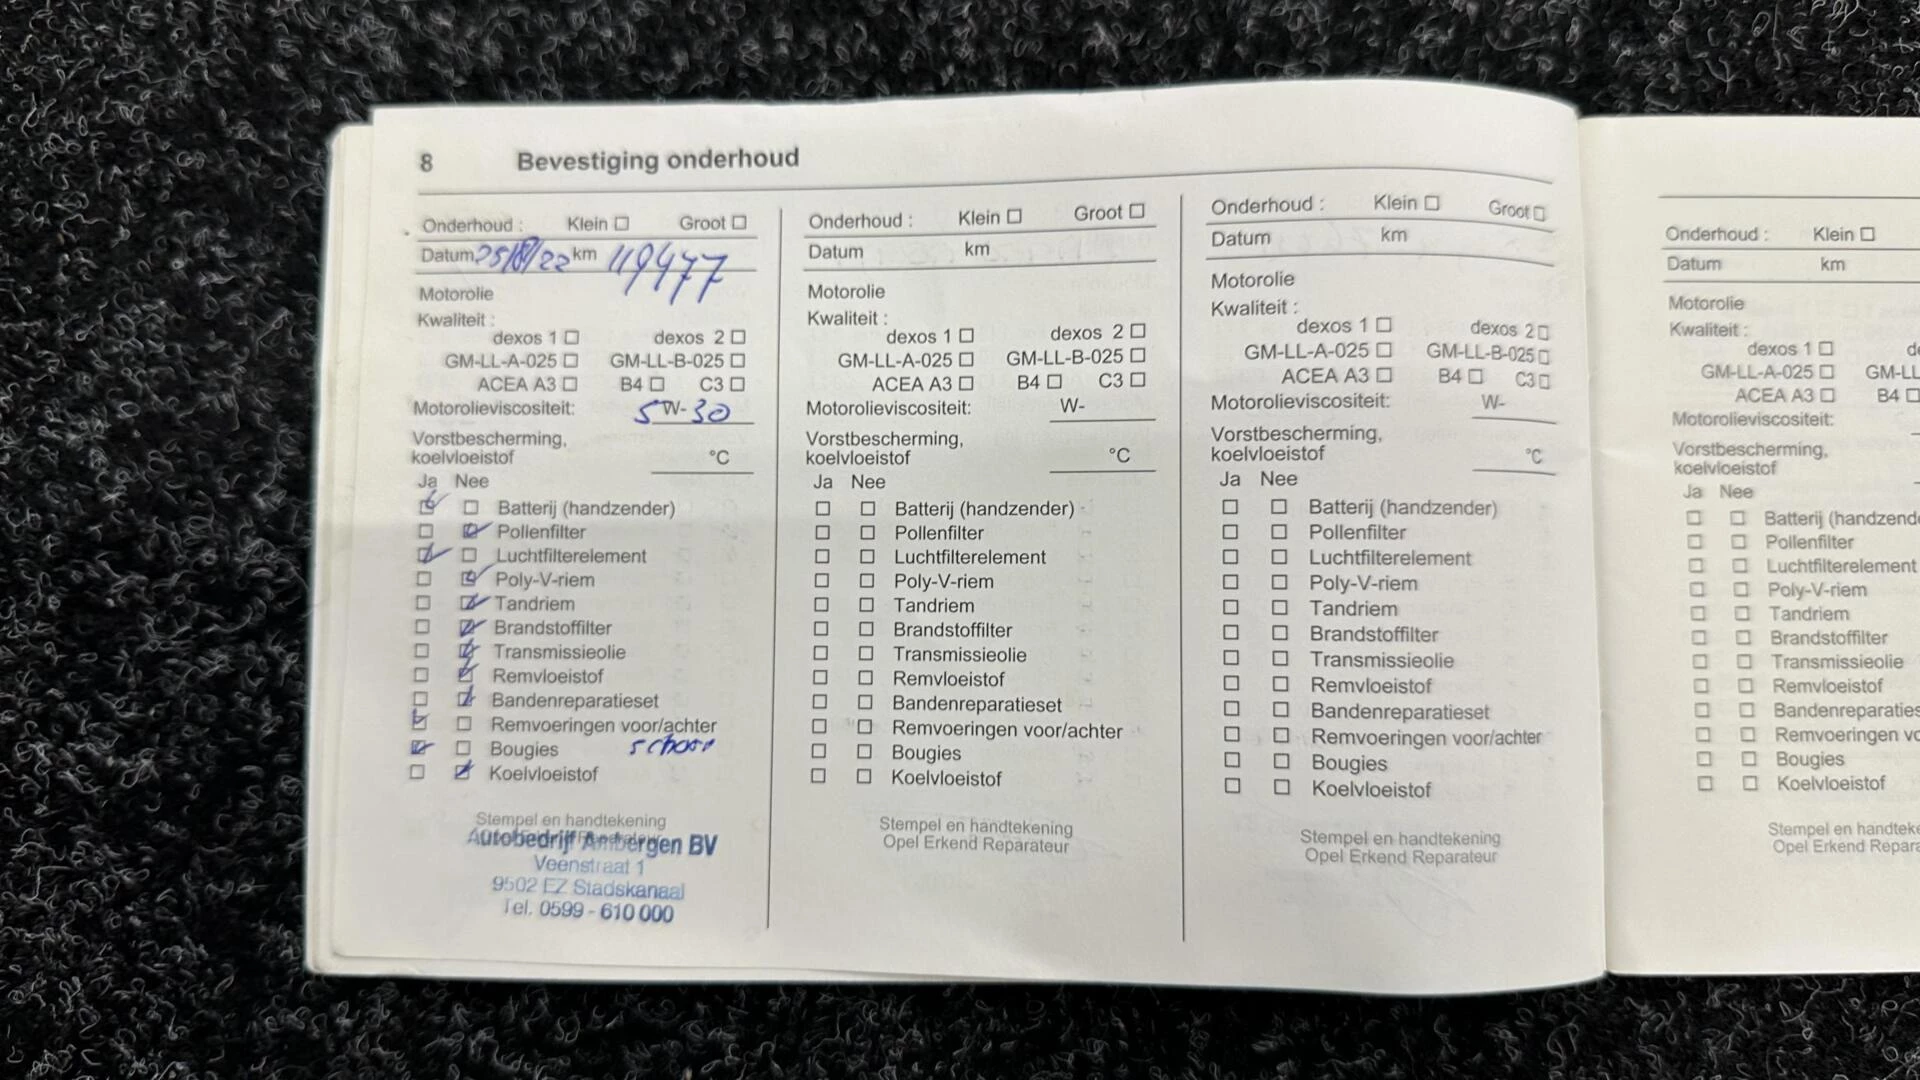 8 Bevestiging onderhoud
Onderhoud : Klein ☐ Groot ☐
Datum 25/8/22 km 119477
Motorolie
Kwaliteit :
dexos 1 ☐ dexos 2 ☐
GM-LL-A-025 ☐ GM-LL-B-025 ☐
ACEA A3 ☐ B4 ☐ C3 ☐
Motorolieviscositeit: 5W-30
Vorstbescherming,
koelvloeistof °C
Ja Nee
☑ ☐ Batterij (handzender)
☐ ☑ Pollenfilter
☑ ☐ Luchtfilterelement
☐ ☑ Poly-V-riem
☐ ☑ Tandriem
☐ ☑ Brandstoffilter
☐ ☑ Transmissieolie
☐ ☑ Remvloeistof
☐ ☑ Bandenreparatieset
☑ ☐ Remvoeringen voor/achter
☑ ☐ Bougies
☐ ☑ Koelvloeistof
Stempel en handtekening
Autobedrijf Ambergen BV
Veenstraat 1
9502 EZ Stadskanaal
Tel. 0599 - 610 000
Onderhoud : Klein ☐ Groot ☐
Datum km
Motorolie
Kwaliteit :
dexos 1 ☐ dexos 2 ☐
GM-LL-A-025 ☐ GM-LL-B-025 ☐
ACEA A3 ☐ B4 ☐ C3 ☐
Motorolieviscositeit: W-
Vorstbescherming,
koelvloeistof °C
Ja Nee
☐ ☐ Batterij (handzender)
☐ ☐ Pollenfilter
☐ ☐ Luchtfilterelement
☐ ☐ Poly-V-riem
☐ ☐ Tandriem
☐ ☐ Brandstoffilter
☐ ☐ Transmissieolie
☐ ☐ Remvloeistof
☐ ☐ Bandenreparatieset
☐ ☐ Remvoeringen voor/achter
☐ ☐ Bougies
☐ ☐ Koelvloeistof
Stempel en handtekening
Opel Erkend Reparateur
Onderhoud : Klein ☐ Groot ☐
Datum km
Motorolie
Kwaliteit :
dexos 1 ☐ dexos 2 ☐
GM-LL-A-025 ☐ GM-LL-B-025 ☐
ACEA A3 ☐ B4 ☐ C3 ☐
Motorolieviscositeit: W-
Vorstbescherming,
koelvloeistof °C
Ja Nee
☐ ☐ Batterij (handzender)
☐ ☐ Pollenfilter
☐ ☐ Luchtfilterelement
☐ ☐ Poly-V-riem
☐ ☐ Tandriem
☐ ☐ Brandstoffilter
☐ ☐ Transmissieolie
☐ ☐ Remvloeistof
☐ ☐ Bandenreparatieset
☐ ☐ Remvoeringen voor/achter
☐ ☐ Bougies
☐ ☐ Koelvloeistof
Stempel en handtekening
Opel Erkend Reparateur
Onderhoud : Klein ☐
Datum km
Motorolie
Kwaliteit :
dexos 1 ☐ de
GM-LL-A-025 ☐ GM-LL
ACEA A3 ☐ B4 ☐
Motorolieviscositeit:
Vorstbescherming,
koelvloeistof
Ja Nee
☐ ☐ Batterij (handzende
☐ ☐ Pollenfilter
☐ ☐ Luchtfilterelement
☐ ☐ Poly-V-riem
☐ ☐ Tandriem
☐ ☐ Brandstoffilter
☐ ☐ Transmissieolie
☐ ☐ Remvloeistof
☐ ☐ Bandenreparaties
☐ ☐ Remvoeringen vo
☐ ☐ Bougies
☐ ☐ Koelvloeistof
Stempel en handteke
Opel Erkend Repara